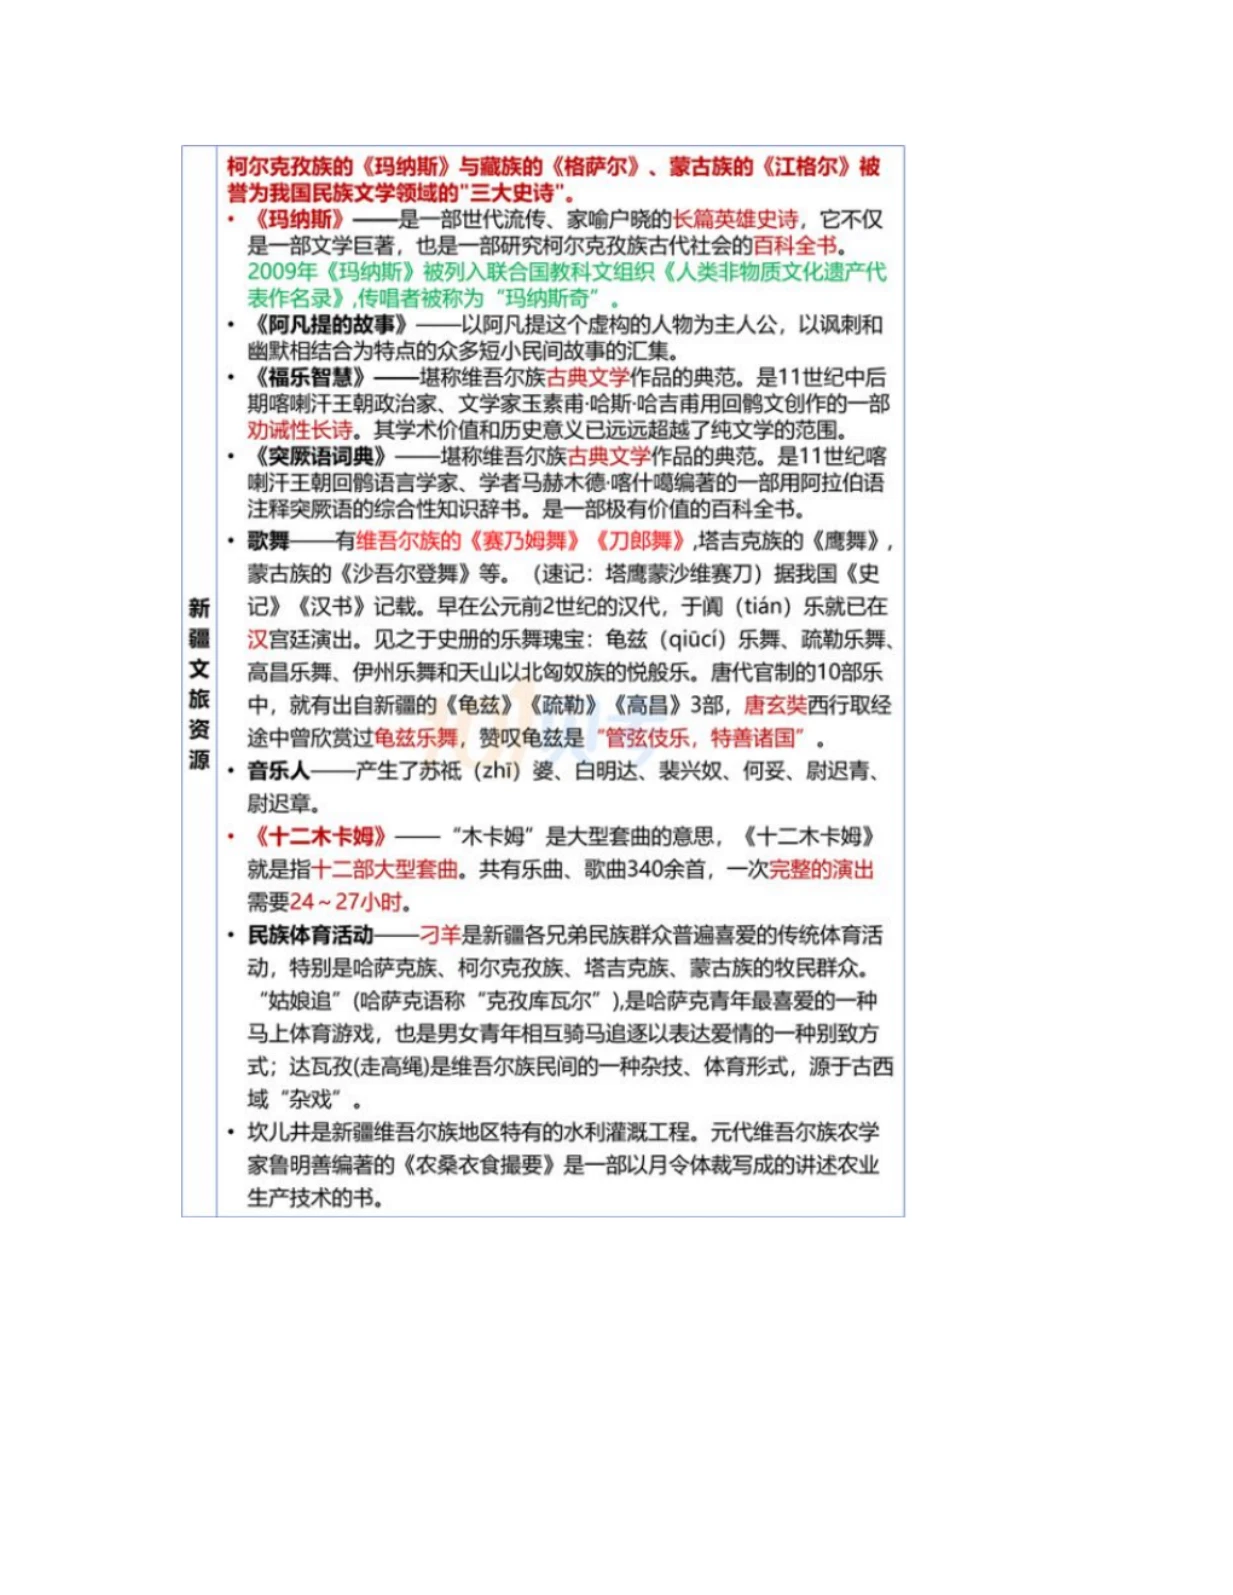 新
疆
文
旅
资
源
柯尔克孜族的《玛纳斯》与藏族的《格萨尔》、蒙古族的《江格尔》被
誉为我国民族文学领域的"三大史诗"。
• 《玛纳斯》——是一部世代流传、家喻户晓的长篇英雄史诗，它不仅
是一部文学巨著，也是一部研究柯尔克孜族古代社会的百科全书。
2009年《玛纳斯》被列入联合国教科文组织《人类非物质文化遗产代
表作名录》,传唱者被称为“玛纳斯奇”。
• 《阿凡提的故事》——以阿凡提这个虚构的人物为主人公，以讽刺和
幽默相结合为特点的众多短小民间故事的汇集。
• 《福乐智慧》——堪称维吾尔族古典文学作品的典范。是11世纪中后
期喀喇汗王朝政治家、文学家玉素甫·哈斯·哈吉甫用回鹘文创作的一部
劝诫性长诗。其学术价值和历史意义已远远超越了纯文学的范围。
• 《突厥语词典》——堪称维吾尔族古典文学作品的典范。是11世纪喀
喇汗王朝回鹘语言学家、学者马赫木德·喀什噶编著的一部用阿拉伯语
注释突厥语的综合性知识辞书。是一部极有价值的百科全书。
• 歌舞——有维吾尔族的《赛乃姆舞》《刀郎舞》,塔吉克族的《鹰舞》,
蒙古族的《沙吾尔登舞》等。（速记：塔鹰蒙沙维赛刀）据我国《史
记》《汉书》记载。早在公元前2世纪的汉代，于阗（tián）乐就已在
汉宫廷演出。见之于史册的乐舞瑰宝：龟兹（qiūcí）乐舞、疏勒乐舞、
高昌乐舞、伊州乐舞和天山以北匈奴族的悦般乐。唐代官制的10部乐
中，就有出自新疆的《龟兹》《疏勒》《高昌》3部，唐玄奘西行取经
途中曾欣赏过龟兹乐舞，赞叹龟兹是“管弦伎乐，特善诸国”。
• 音乐人——产生了苏祗（zhī）婆、白明达、裴兴奴、何妥、尉迟青、
尉迟章。
• 《十二木卡姆》——“木卡姆”是大型套曲的意思，《十二木卡姆》
就是指十二部大型套曲。共有乐曲、歌曲340余首，一次完整的演出
需要24～27小时。
• 民族体育活动——刁羊是新疆各兄弟民族群众普遍喜爱的传统体育活
动，特别是哈萨克族、柯尔克孜族、塔吉克族、蒙古族的牧民群众。
“姑娘追”(哈萨克语称“克孜库瓦尔”),是哈萨克青年最喜爱的一种
马上体育游戏，也是男女青年相互骑马追逐以表达爱情的一种别致方
式；达瓦孜(走高绳)是维吾尔族民间的一种杂技、体育形式，源于古西
域“杂戏”。
• 坎儿井是新疆维吾尔族地区特有的水利灌溉工程。元代维吾尔族农学
家鲁明善编著的《农桑衣食撮要》是一部以月令体裁写成的讲述农业
生产技术的书。